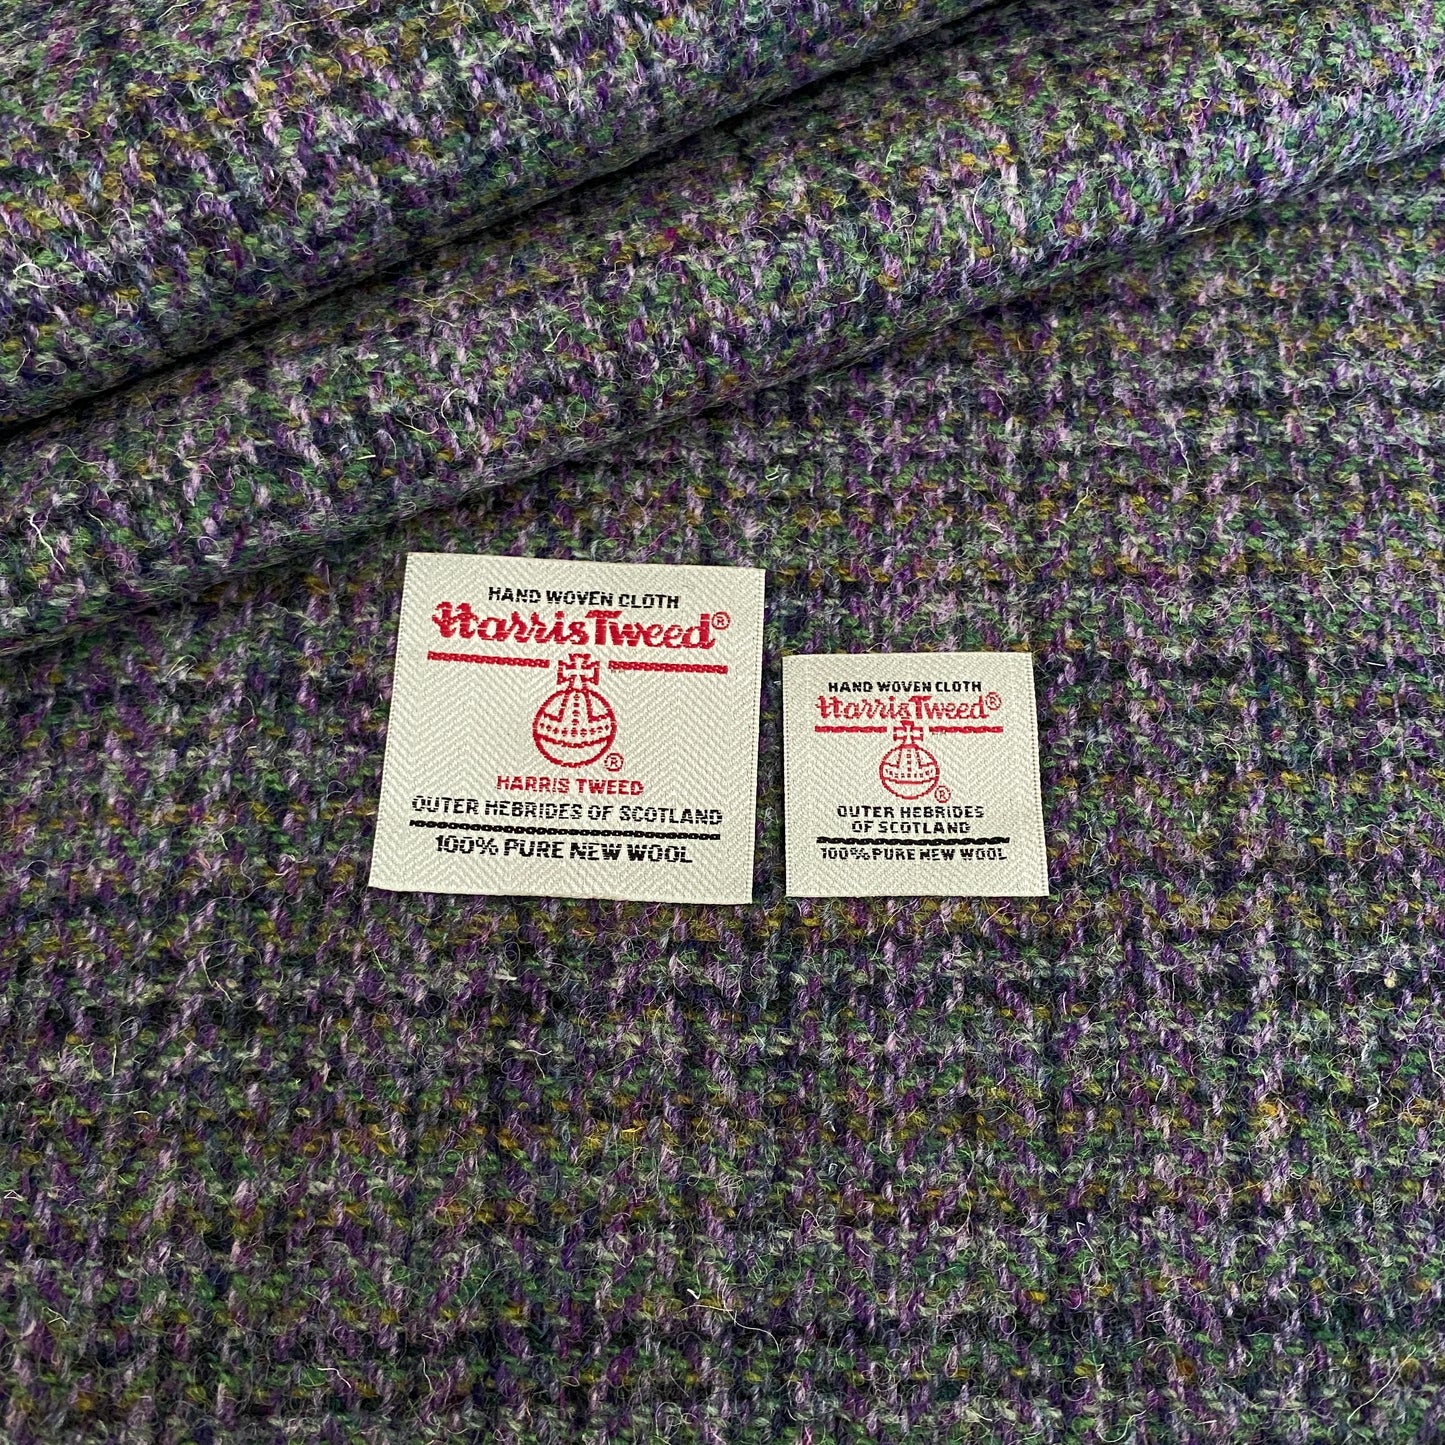 HAND WOVEN CLOTH
Harris Tweed®
®
HARRIS TWEED
OUTER HEBRIDES OF SCOTLAND
100% PURE NEW WOOL
HAND WOVEN CLOTH
Harris Tweed®
®
OUTER HEBRIDES
OF SCOTLAND
100% PURE NEW WOOL